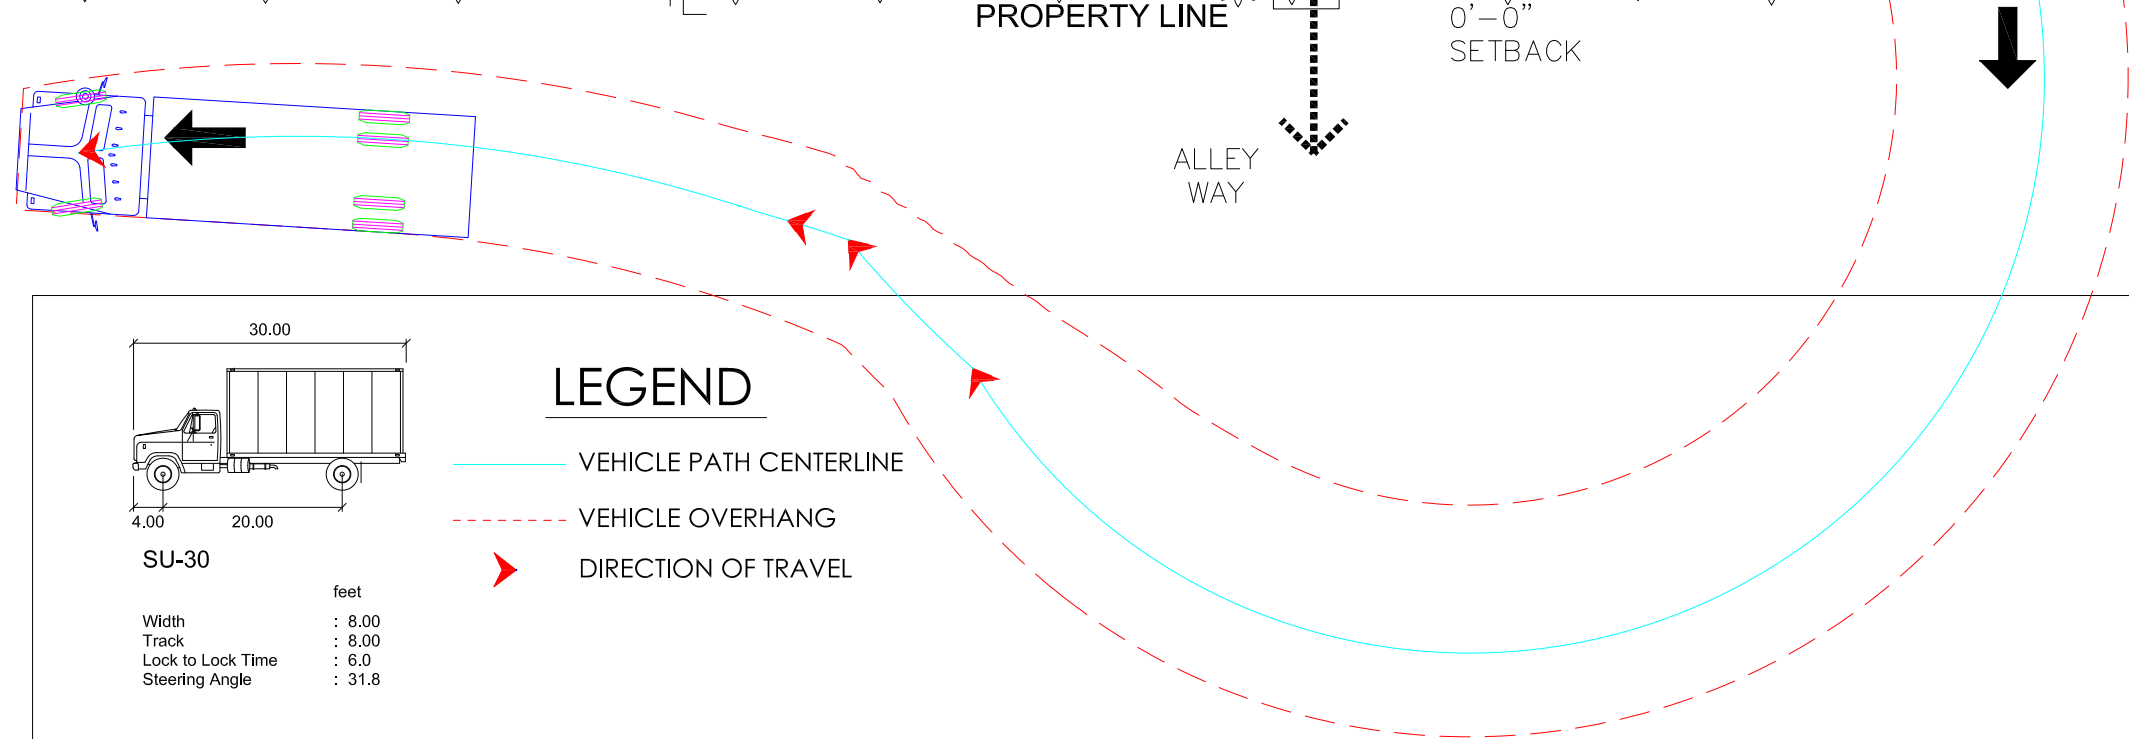 PROPERTY LINE
0'-0"
SETBACK
ALLEY
WAY
30.00
4.00
20.00
SU-30
feet
Width : 8.00
Track : 8.00
Lock to Lock Time : 6.0
Steering Angle : 31.8
LEGEND
VEHICLE PATH CENTERLINE
VEHICLE OVERHANG
DIRECTION OF TRAVEL